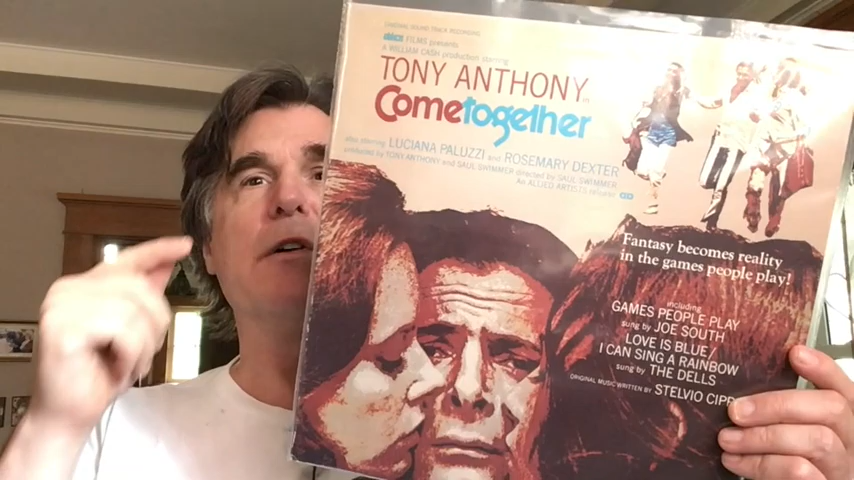 ORIGINAL SOUND TRACK RECORDING
abkco FILMS presents
A WILLIAM CASH production starring
TONY ANTHONY in
Cometogether
also starring LUCIANA PALUZZI and ROSEMARY DEXTER
produced by TONY ANTHONY and SAUL SWIMMER directed by SAUL SWIMMER
An ALLIED ARTISTS release
Fantasy becomes reality
in the games people play!
including
GAMES PEOPLE PLAY
sung by JOE SOUTH
LOVE IS BLUE/
I CAN SING A RAINBOW
sung by THE DELLS
ORIGINAL MUSIC WRITTEN BY STELVIO CIPR